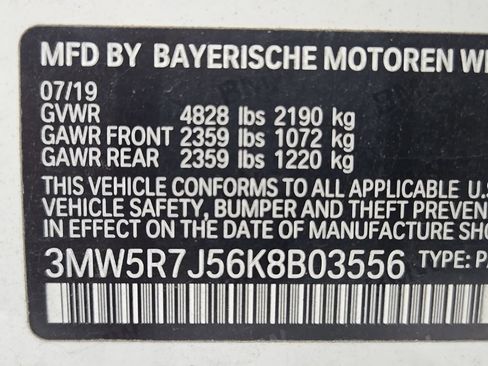 MFD BY BAYERISCHE MOTOREN
07/19
GVWR 4828 lbs 2190 kg
GAWR FRONT 2359 lbs 1072 kg
GAWR REAR 2359 lbs 1220 kg
THIS VEHICLE CONFORMS TO ALL APPLICABLE U.S
VEHICLE SAFETY, BUMPER AND THEFT PREVEN
IN EFFECT ON THE DATE OF MANUFACTURE SHO
3MW5R7J56K8B03556 TYPE: